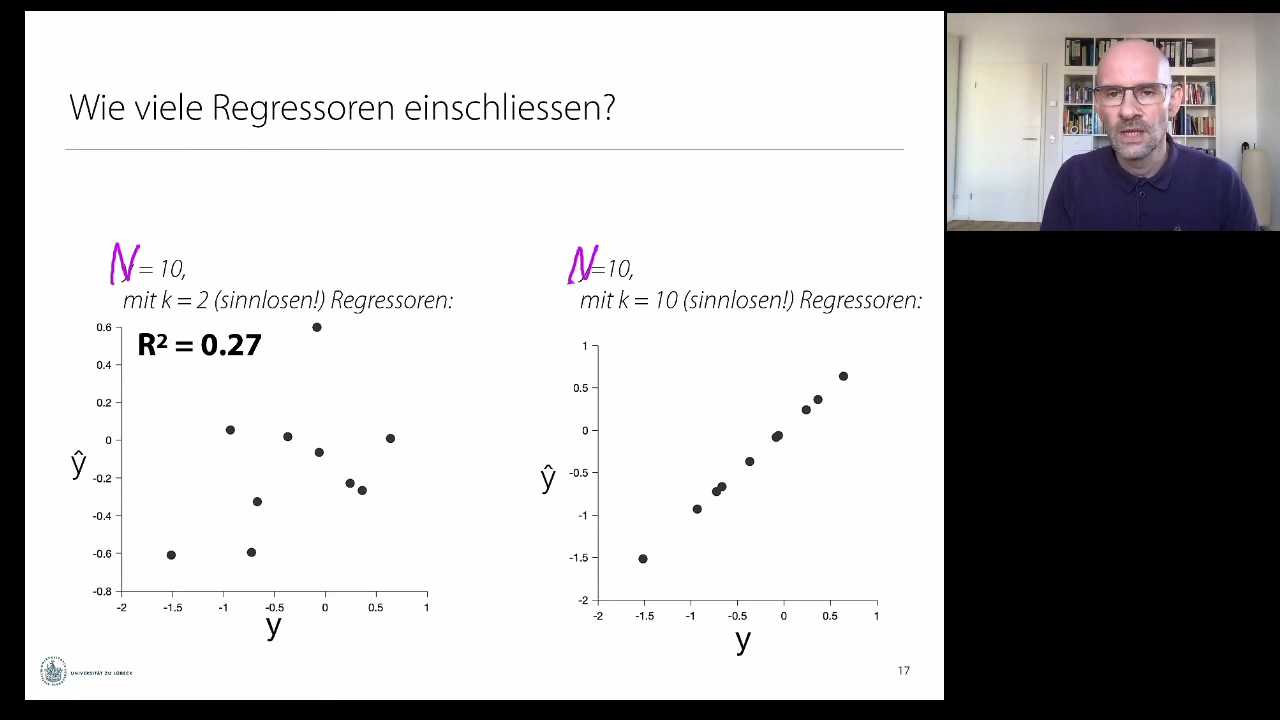 Wie viele Regressoren einschliessen?
N = 10,
mit k = 2 (sinnlosen!) Regressoren:
R² = 0.27
0.6
0.4
0.2
0
-0.2
-0.4
-0.6
-0.8
ŷ
-2 -1.5 -1 -0.5 0 0.5 1
y
N =10,
mit k = 10 (sinnlosen!) Regressoren:
1
0.5
0
-0.5
-1
-1.5
-2
ŷ
-2 -1.5 -1 -0.5 0 0.5 1
y
UNIVERSITÄT ZU LÜBECK
17